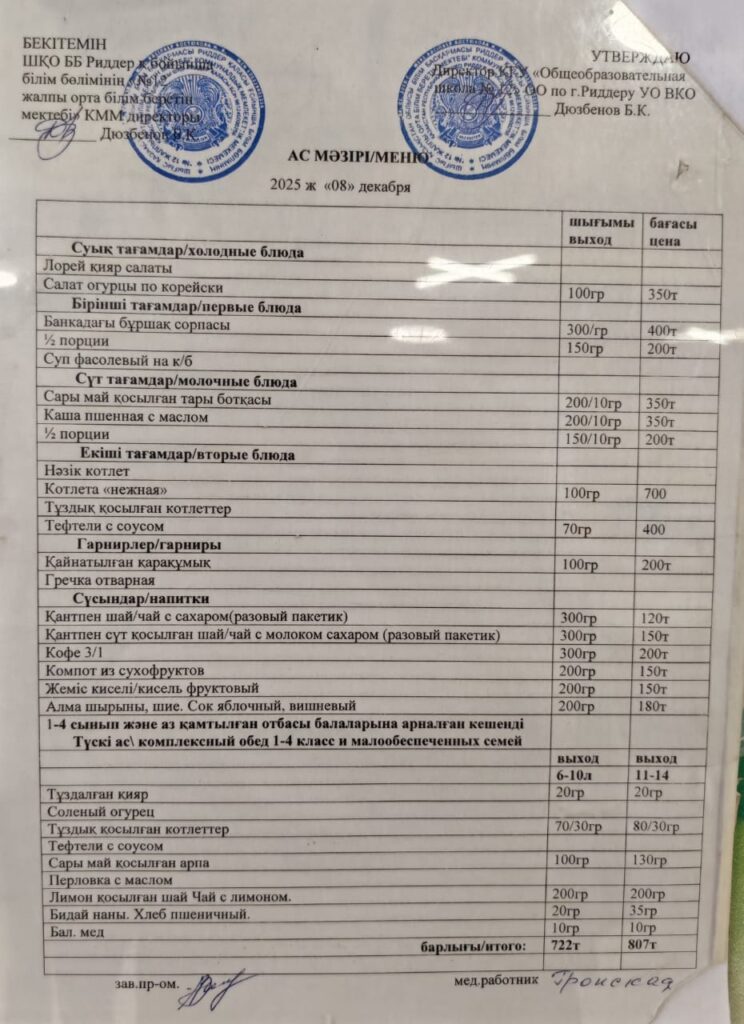 БЕКІТЕМІН
ШҚО ББ Риддер қ бойынша
білім бөлімінің «№12
жалпы орта білім беретін
мектебі» КММ директоры
Дюзбенов Б.К.
УТВЕРЖДАЮ
Директор КГУ «Общеобразовательная
школа № 12» ОО по г.Риддеру УО ВКО
Дюзбенов Б.К.
АС МӘЗІРІ/МЕНЮ
2025 ж «08» декабря
шығымы бағасы
выход цена
Суық тағамдар/холодные блюда
Лорей қияр салаты
Салат огурцы по корейски 100гр 350т
Бірінші тағамдар/первые блюда
Банкадағы бұршақ сорпасы 300/гр 400т
½ порции 150гр 200т
Суп фасолевый на к/б
Сүт тағамдар/молочные блюда
Сары май қосылған тары ботқасы 200/10гр 350т
Каша пшенная с маслом 200/10гр 350т
½ порции 150/10гр 200т
Екіші тағамдар/вторые блюда
Нәзік котлет
Котлета «нежная» 100гр 700
Тұздық қосылған котлеттер
Тефтели с соусом 70гр 400
Гарнирлер/гарниры
Қайнатылған қарақұмық 100гр 200т
Гречка отварная
Сүсындар/напитки
Қантпен шай/чай с сахаром(разовый пакетик) 300гр 120т
Қантпен сүт қосылған шай/чай с молоком сахаром (разовый пакетик) 300гр 150т
Кофе 3/1 300гр 200т
Компот из сухофруктов 200гр 150т
Жеміс киселі/кисель фруктовый 200гр 150т
Алма шырыны, шие. Сок яблочный, вишневый 200гр 180т
1-4 сынып және аз қамтылған отбасы балаларына арналған кешенді
Түскі ас\ комплексный обед 1-4 класс и малообеспеченных семей
выход выход
6-10л 11-14
Тұздалған қияр 20гр 20гр
Соленый огурец
Тұздық қосылған котлеттер 70/30гр 80/30гр
Тефтели с соусом
Сары май қосылған арпа 100гр 130гр
Перловка с маслом
Лимон қосылған шай Чай с лимоном. 200гр 200гр
Бидай наны. Хлеб пшеничный. 20гр 35гр
Бал. мед 10гр 10гр
барлығы/итого: 722т 807т
зав.пр-ом. мед.работник